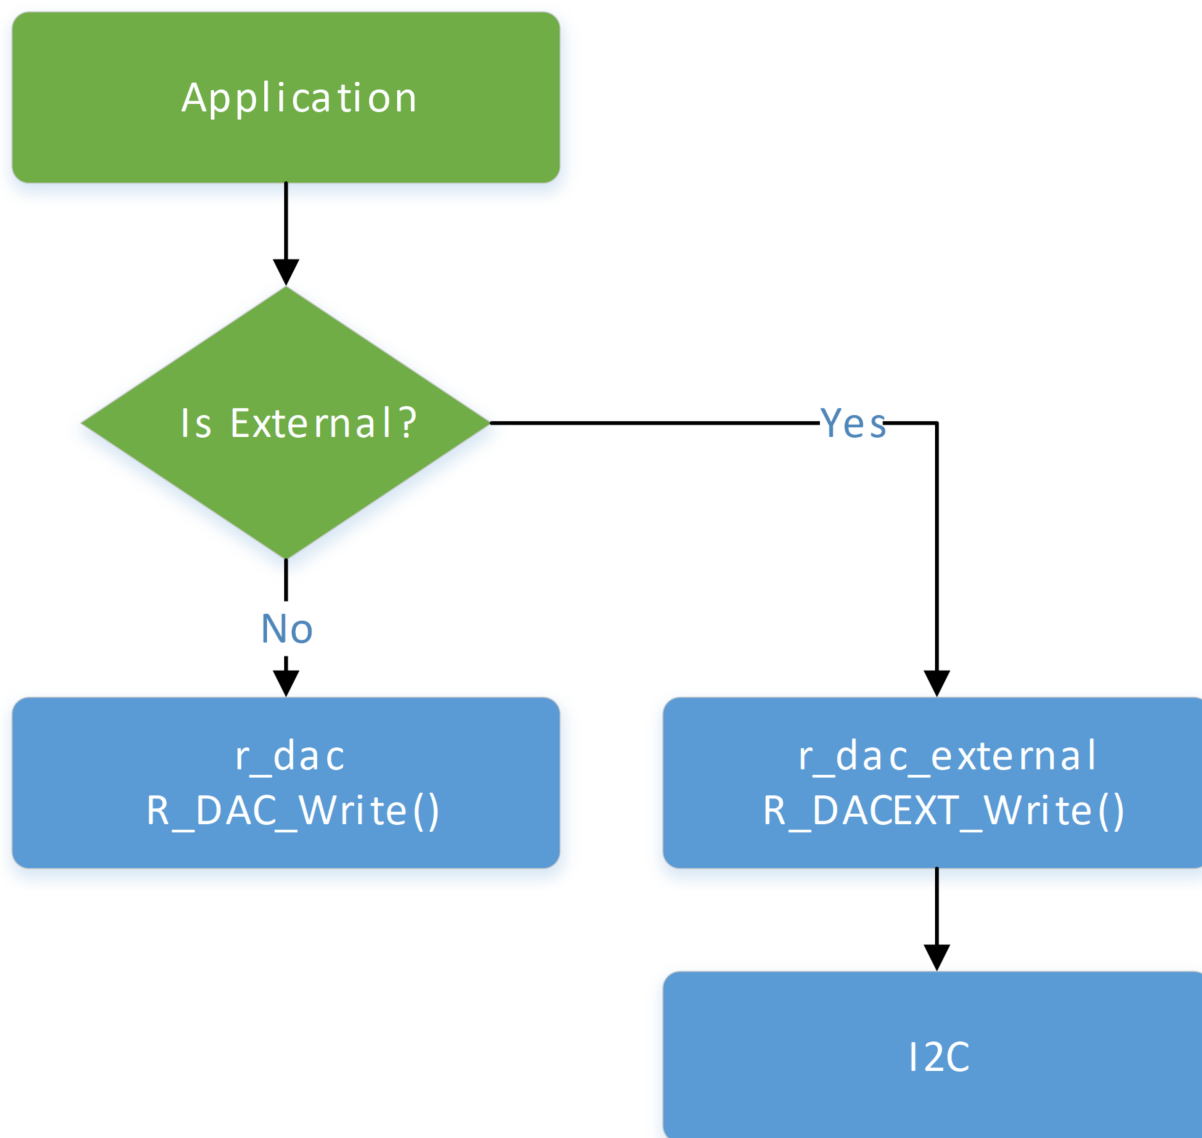 Application
Is External?
Yes
No
r_dac
R_DAC_Write()
r_dac_external
R_DACEXT_Write()
I2C